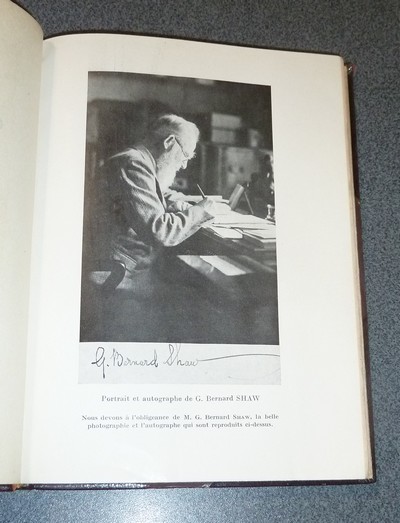 G. Bernard Shaw
Portrait et autographe de G. Bernard SHAW
Nous devons à l'obligeance de M. G. Bernard SHAW, la belle
photographie et l'autographe qui sont reproduits ci-dessus.